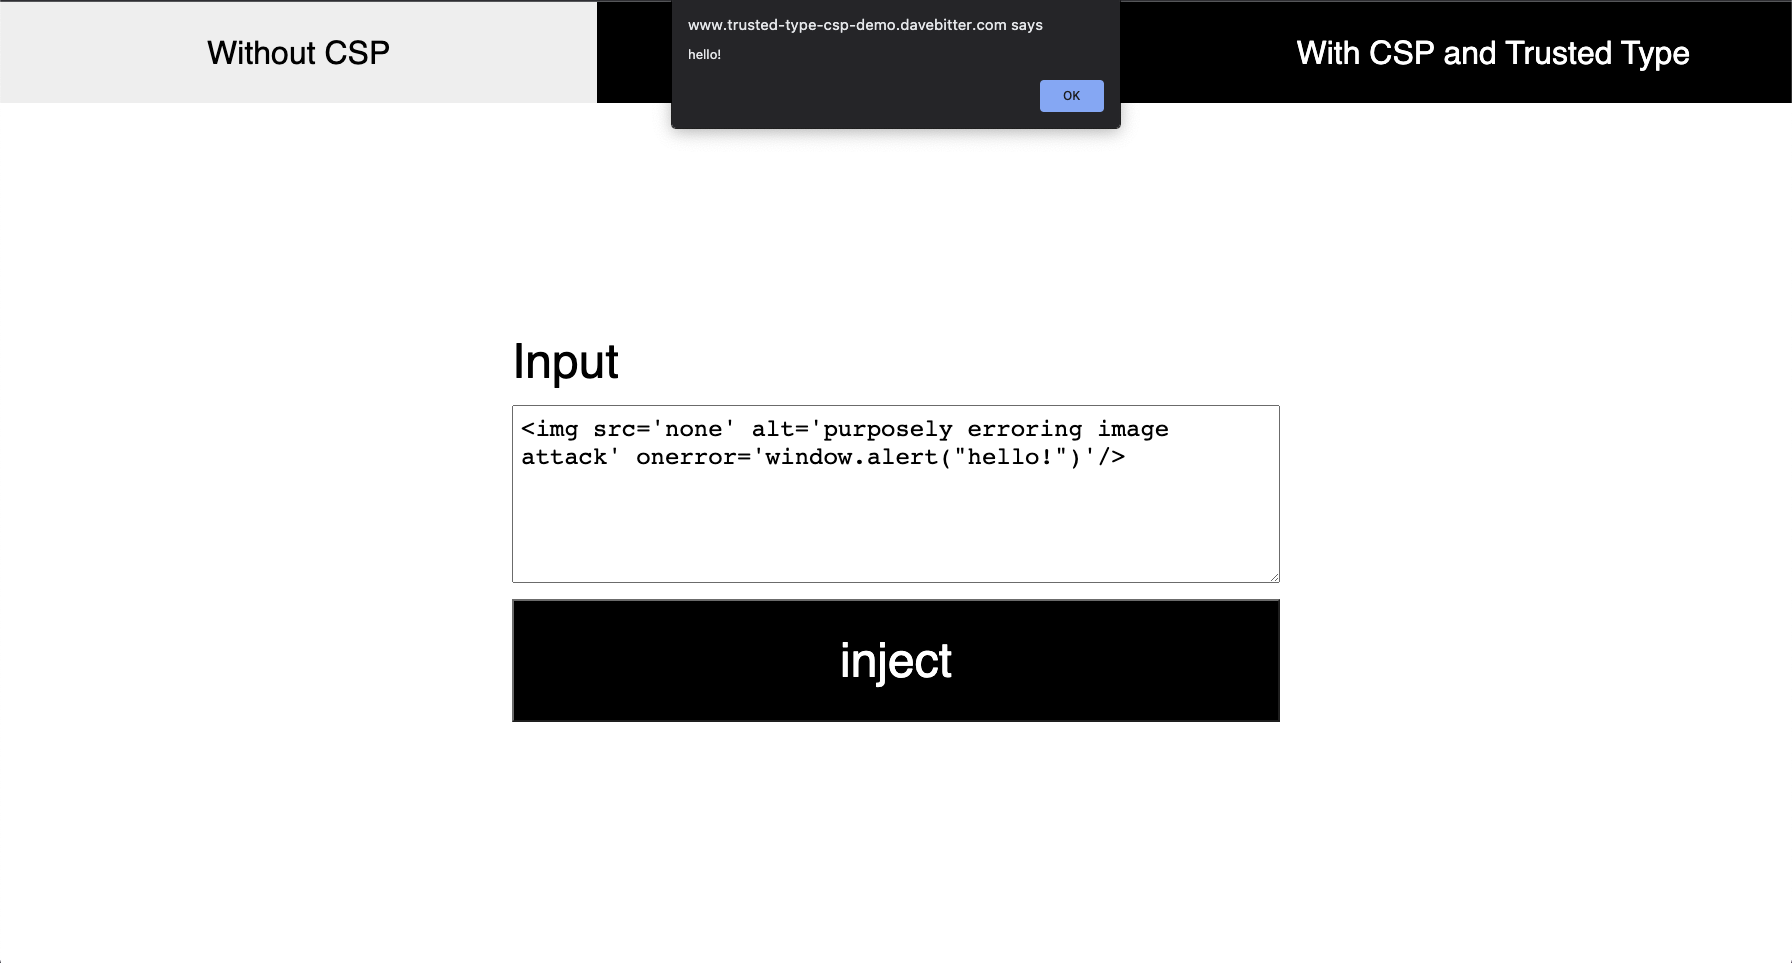 Without CSP
www.trusted-type-csp-demo.davebitter.com says
hello!
OK
With CSP and Trusted Type
Input
<img src='none' alt='purposely erroring image
attack' onerror='window.alert("hello!")'/>
inject